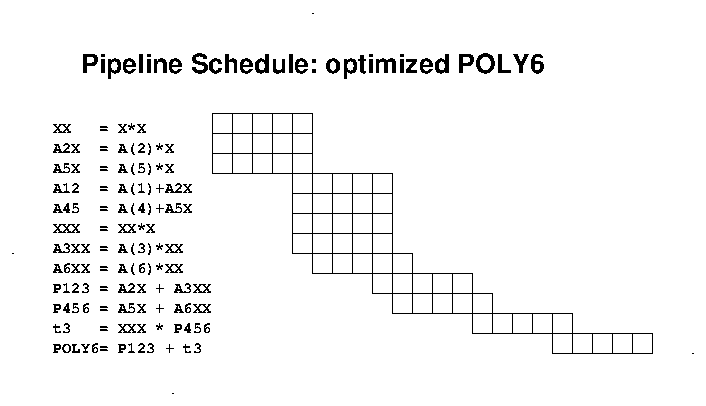 Pipeline Schedule: optimized POLY6
XX = X*X
A2X = A(2)*X
A5X = A(5)*X
A12 = A(1)+A2X
A45 = A(4)+A5X
XXX = XX*X
A3XX = A(3)*XX
A6XX = A(6)*XX
P123 = A2X + A3XX
P456 = A5X + A6XX
t3 = XXX * P456
POLY6= P123 + t3